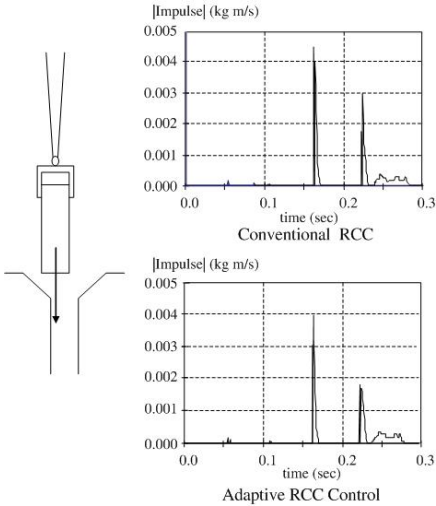 |Impulse| (kg m/s)
0.005
0.004
0.003
0.002
0.001
0.000
0.0 0.1 0.2 0.3
time (sec)
Conventional RCC
|Impulse| (kg m/s)
0.005
0.004
0.003
0.002
0.001
0.000
0.0 0.1 0.2 0.3
time (sec)
Adaptive RCC Control